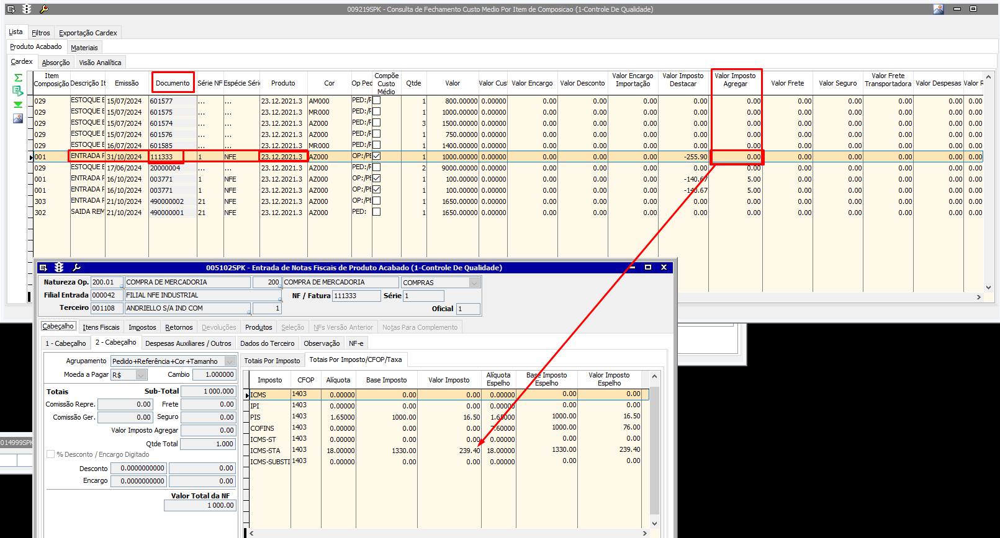 009219SPK - Consulta de Fechamento Custo Medio Por Item de Composicao (1-Controle De Qualidade)
Lista Filtros Exportação Cardex
Produto Acabado Materiais
Cardex Absorção Visão Analítica
Item Composição Descrição It Emissão Documento Série NF Espécie Série Produto Cor Op Ped Compõe Custo Médio Qtde Valor Valor Cus Valor Encargo Valor Desconto Valor Encargo Importação Valor Imposto Destacar Valor Imposto Agregar Valor Frete Valor Seguro Valor Frete Transportadora Valor Despesas Valor R
029 ESTOQUE E 15/07/2024 601577 ... ... 23.12.2021.3 AM000 PED:/F 1 800.00000 0.00000 0.00 0.00 0.00 0.00 0.00 0.00 0.00 0.00 0.00 0.00
029 ESTOQUE E 15/07/2024 601575 ... ... 23.12.2021.3 MR000 PED:/F 1 1000.00000 0.00000 0.00 0.00 0.00 0.00 0.00 0.00 0.00 0.00 0.00 0.00
029 ESTOQUE E 15/07/2024 601574 ... ... 23.12.2021.3 AZ000 PED:/F 3 1500.00000 0.00000 0.00 0.00 0.00 0.00 0.00 0.00 0.00 0.00 0.00 0.00
029 ESTOQUE E 15/07/2024 601576 ... ... 23.12.2021.3 AZ000 PED:/F 1 750.00000 0.00000 0.00 0.00 0.00 0.00 0.00 0.00 0.00 0.00 0.00 0.00
029 ESTOQUE E 16/07/2024 601585 ... ... 23.12.2021.3 MR000 PED:/F 1 1400.00000 0.00000 0.00 0.00 0.00 0.00 0.00 0.00 0.00 0.00 0.00 0.00
001 ENTRADA F 31/10/2024 111333 1 NFE 23.12.2021.3 AZ000 OP:/PE 1 1000.00000 0.00000 0.00 0.00 0.00 -255.90 0.00 0.00 0.00 0.00 0.00 0.00
029 ESTOQUE E 17/06/2024 20000004 ... ... 23.12.2021.3 AZ000 PED:/F 2 9000.00000 0.00000 0.00 0.00 0.00 0.00 0.00 0.00 0.00 0.00 0.00 0.00
001 ENTRADA F 16/10/2024 003771 1 NFE 23.12.2021.3 AZ000 OP:/PE 1 100.00000 0.00000 0.00 0.00 0.00 -140.67 5.00 0.00 0.00 0.00 0.00 0.00
001 ENTRADA F 16/10/2024 003771 1 NFE 23.12.2021.3 AZ000 OP:/PE 1 100.00000 0.00000 0.00 0.00 0.00 -140.67 5.00 0.00 0.00 0.00 0.00 0.00
303 ENTRADA F 21/10/2024 490000002 21 NFE 23.12.2021.3 AZ000 OP:/PE 1 1650.00000 0.00000 0.00 0.00 0.00 0.00 0.00 0.00 0.00 0.00 0.00 0.00
302 SAIDA REM 21/10/2024 490000001 21 NFE 23.12.2021.3 AZ000 PED: 1 1650.00000 0.00000 0.00 0.00 0.00 0.00 0.00 0.00 0.00 0.00 0.00 0.00
005102SPK - Entrada de Notas Fiscais de Produto Acabado (1-Controle De Qualidade)
Natureza Op. 200.01 COMPRA DE MERCADORIA 200 COMPRA DE MERCADORIA COMPRAS
Filial Entrada 000042 FILIAL NFE INDUSTRIAL NF / Fatura 111333 Série 1
Terceiro 001108 ANDRIELLO S/A IND COM 1 Oficial 1
Cabeçalho Itens Fiscais Impostos Retornos Devoluções Produtos Seleção NFs Versão Anterior Notas Para Complemento
1 - Cabeçalho 2 - Cabeçalho Despesas Auxiliares / Outros Dados do Terceiro Observação NF-e
Agrupamento Pedido+Referência+Cor+Tamanho
Moeda a Pagar R$ Cambio 1.000000
Totais Sub-Total 1 000.000
Comissão Repre. 0.00 Frete 0.00
Comissão Ger. 0.00 Seguro 0.00
Valor Imposto Agregar 0.00
Qtde Total 1.000
% Desconto / Encargo Digitado
Desconto 0.0000000000 0.00
Encargo 0.0000000000 0.00
Valor Total da NF
1 000.00
Totais Por Imposto Totais Por Imposto/CFOP/Taxa
Imposto CFOP Alíquota Base Imposto Valor Imposto Alíquota Espelho Base Imposto Espelho Valor Imposto Espelho
ICMS 1403 0.00000 0.00 0.00 0.00000 0.00 0.00
IPI 1403 0.00000 0.00 0.00 0.00000 0.00 0.00
PIS 1403 1.65000 1000.00 16.50 1.65000 1000.00 16.50
COFINS 1403 0.00000 0.00 0.00 7.60000 1000.00 76.00
ICMS-ST 1403 0.00000 0.00 0.00 0.00000 0.00 0.00
ICMS-STA 1403 18.00000 1330.00 239.40 18.00000 1330.00 239.40
ICMS-SUBSTI 1403 0.00000 0.00 0.00 0.00000 0.00 0.00
014999SPK